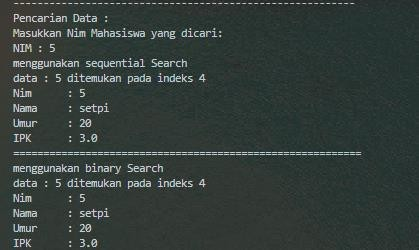 ------------------------------------------------------------
Pencarian Data :
Masukkan Nim Mahasiswa yang dicari:
NIM : 5
menggunakan sequential Search
data : 5 ditemukan pada indeks 4
Nim      : 5
Nama     : setpi
Umur     : 20
IPK      : 3.0
==========================================================
menggunakan binary Search
data : 5 ditemukan pada indeks 4
Nim      : 5
Nama     : setpi
Umur     : 20
IPK      : 3.0